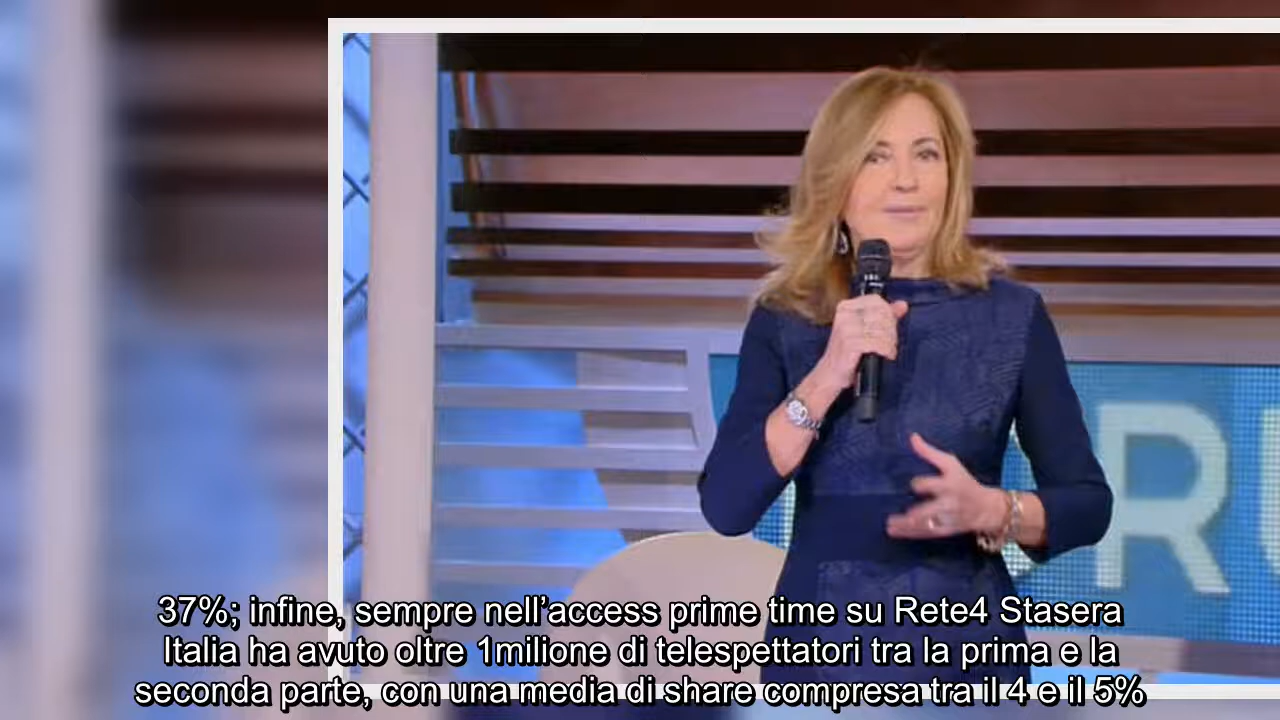 ORU
37%; infine, sempre nell’access prime time su Rete4 Stasera
Italia ha avuto oltre 1milione di telespettatori tra la prima e la
seconda parte, con una media di share compresa tra il 4 e il 5%